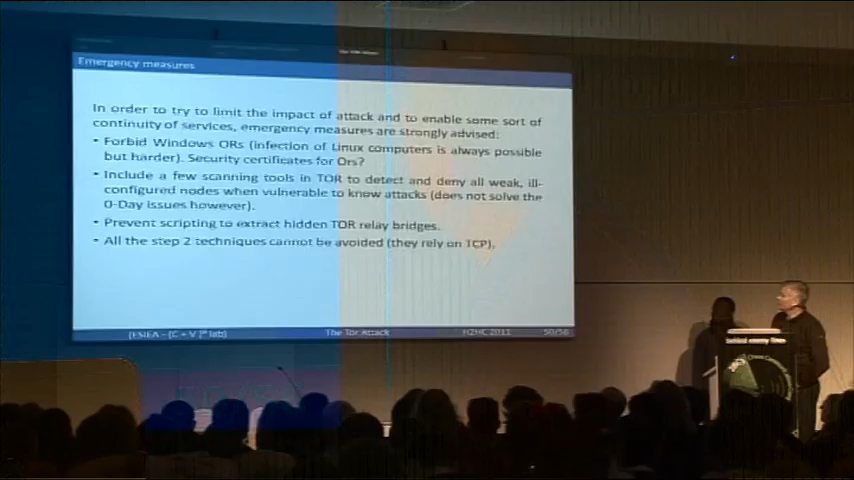 Emergency measures
In order to try to limit the impact of attack and to enable some sort of
continuity of services, emergency measures are strongly advised:
• Forbid Windows ORs (infection of Linux computers is always possible
but harder). Security certificates for Ors?
• Include a few scanning tools in TOR to detect and deny all weak, ill-
configured nodes when vulnerable to know attacks (does not solve the
0-Day issues however).
• Prevent scripting to extract hidden TOR relay bridges.
• All the step 2 techniques cannot be avoided (they rely on TCP).
(ESIEA - (C + V)^O lab) The Tor Attack H2HC 2011 50/56
behind enemy lines